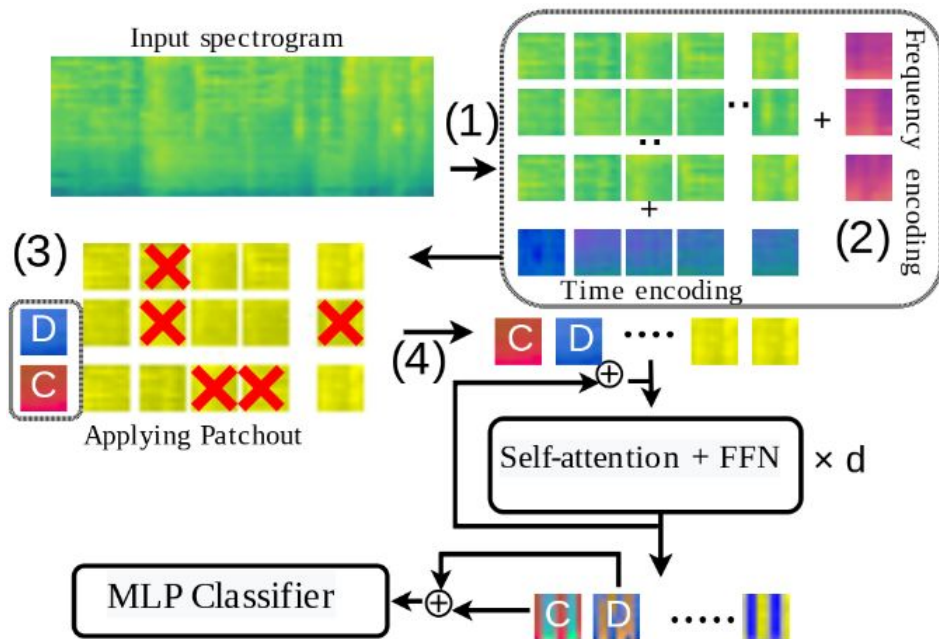 Input spectrogram
(1)
+
Frequency encoding
+
(2)
Time encoding
(3)
D
C
Applying Patchout
(4)
C D
Self-attention + FFN
× d
MLP Classifier
C D